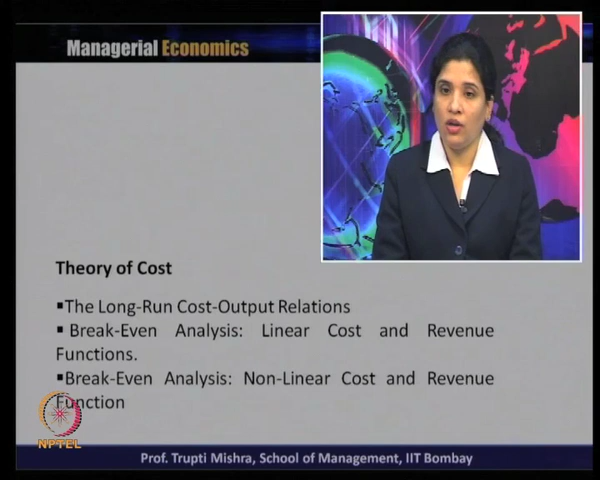 Managerial Economics
Theory of Cost
▪The Long-Run Cost-Output Relations
▪ Break-Even Analysis: Linear Cost and Revenue
Functions.
▪Break-Even Analysis: Non-Linear Cost and Revenue
Function
NPTEL
Prof. Trupti Mishra, School of Management, IIT Bombay